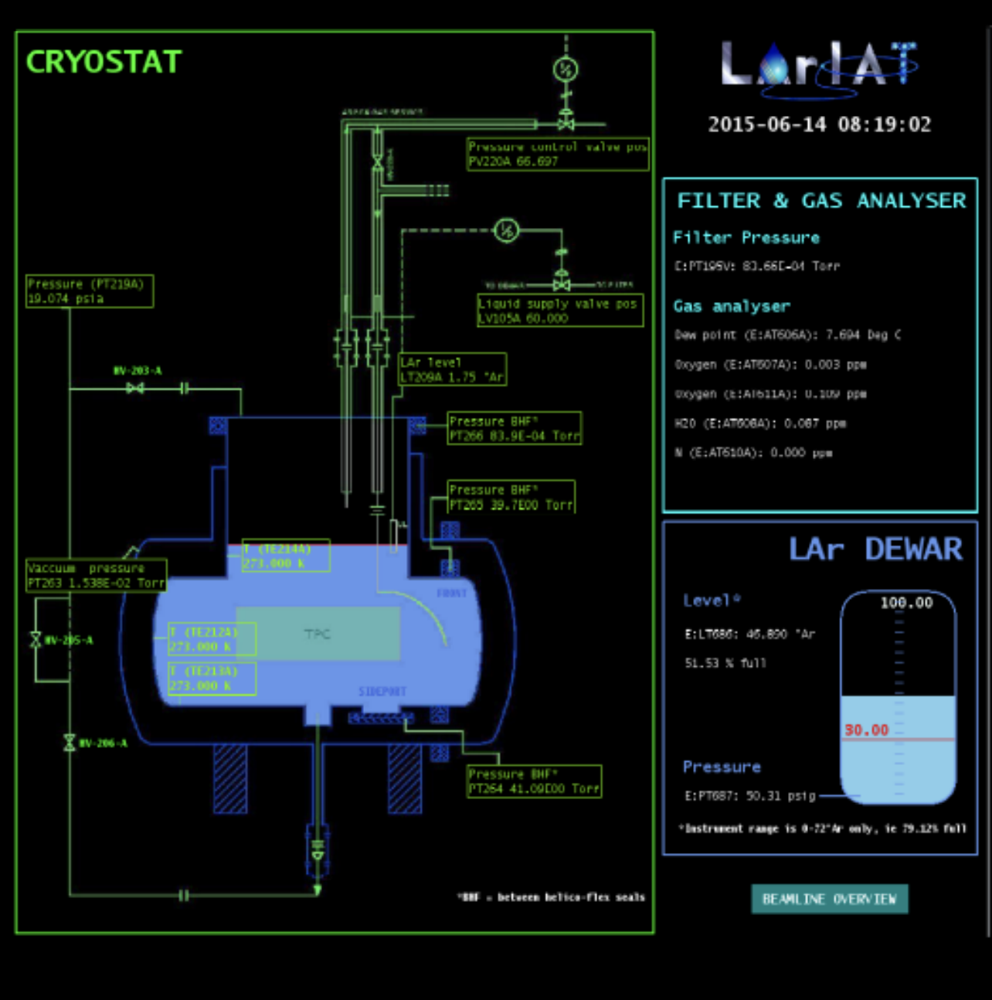 CRYOSTAT
Pressure control valve pos
PV220A 66.697
Pressure (PT219A)
19.074 psia
TO DEWAR
TO FILTER
Liquid supply valve pos
LV105A 60.000
HV-203-A
LAr level
LT209A 1.75 "Ar
Pressure BHF*
PT266 83.9E-04 Torr
Pressure BHF*
PT265 39.7E00 Torr
T (TE214A)
273.000 K
Vaccuum pressure
PT263 1.538E-02 Torr
FRONT
T (TE212A)
273.000 K
TPC
HV-205-A
T (TE213A)
273.000 K
SIDEPORT
HV-206-A
Pressure BHF*
PT264 41.09E00 Torr
*BHF = between helico-flex seals
LArIAT
2015-06-14 08:19:02
FILTER & GAS ANALYSER
Filter Pressure
E:PT195V: 83.66E-04 Torr
Gas analyser
Dew point (E:AT606A): 7.694 Deg C
Oxygen (E:AT607A): 0.003 ppm
Oxygen (E:AT611A): 0.109 ppm
H2O (E:AT608A): 0.087 ppm
N (E:AT610A): 0.000 ppm
LAr DEWAR
Level*
100.00
E:LT686: 46.890 "Ar
51.53 % full
30.00
Pressure
E:PT687: 50.31 psig
*Instrument range is 0-72"Ar only, ie 79.12% full
BEAMLINE OVERVIEW